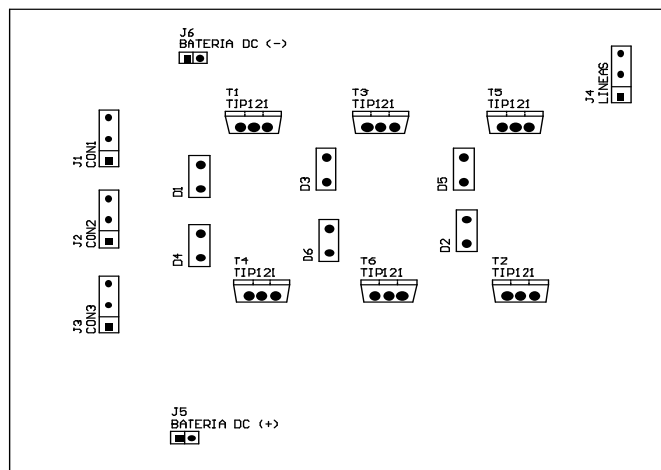 J6
BATERIA DC (-)
J4
LINEAS
T1
TIP121
T3
TIP121
T5
TIP121
J1
CON1
D1
D3
D5
J2
CON2
D4
D6
D2
T4
TIP121
T6
TIP121
T2
TIP121
J3
CON3
J5
BATERIA DC (+)